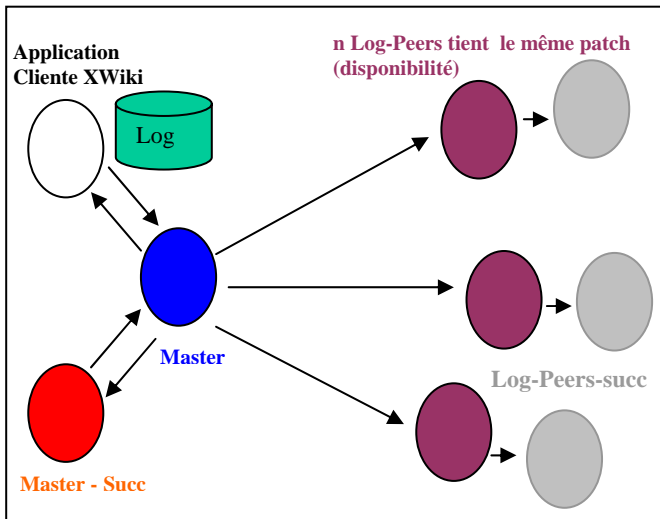 Application
Cliente XWiki
n Log-Peers tient le même patch
(disponibilité)
Log
Master
Log-Peers-succ
Master - Succ